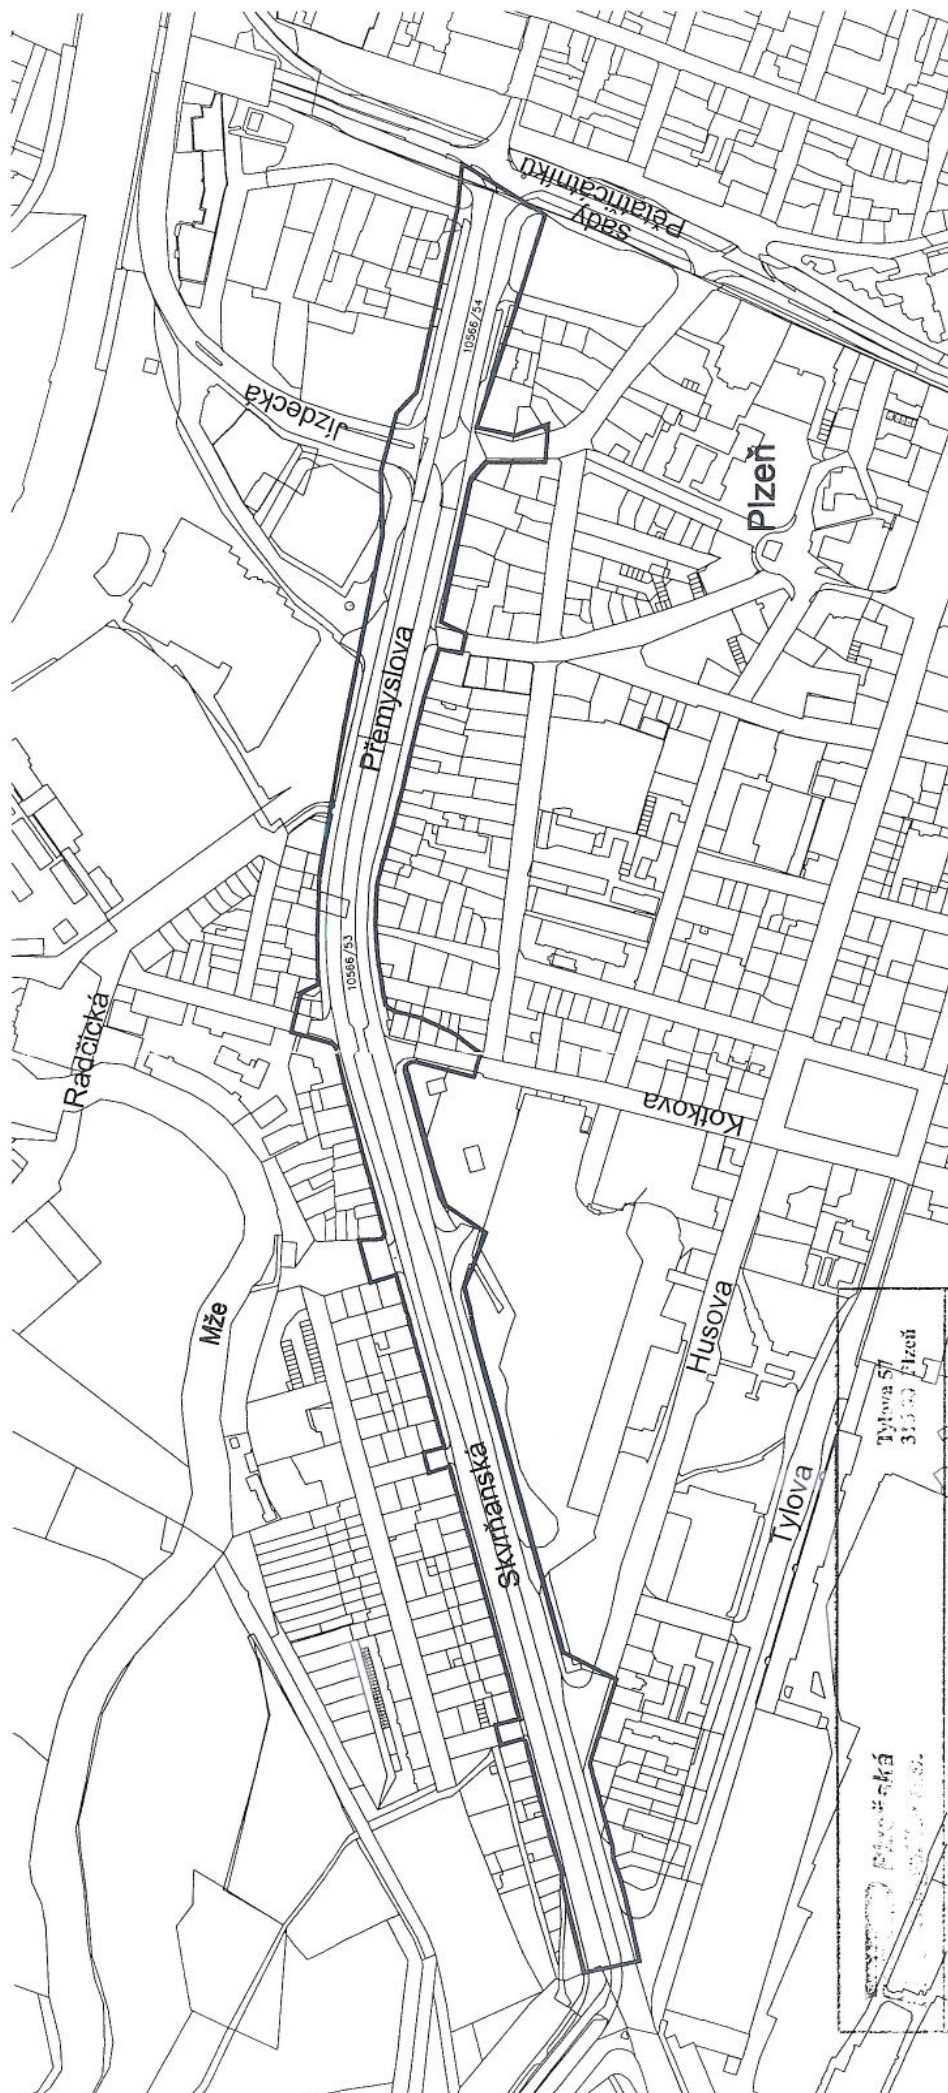 Radčická
Jízdecká
Mže
10566/53
Přemyslova
10566/54
sady
Pětatřicátníků
Skvrňanská
Kotkova
Husova
Plzeň
Tylova
Tylova 57
Plzeň